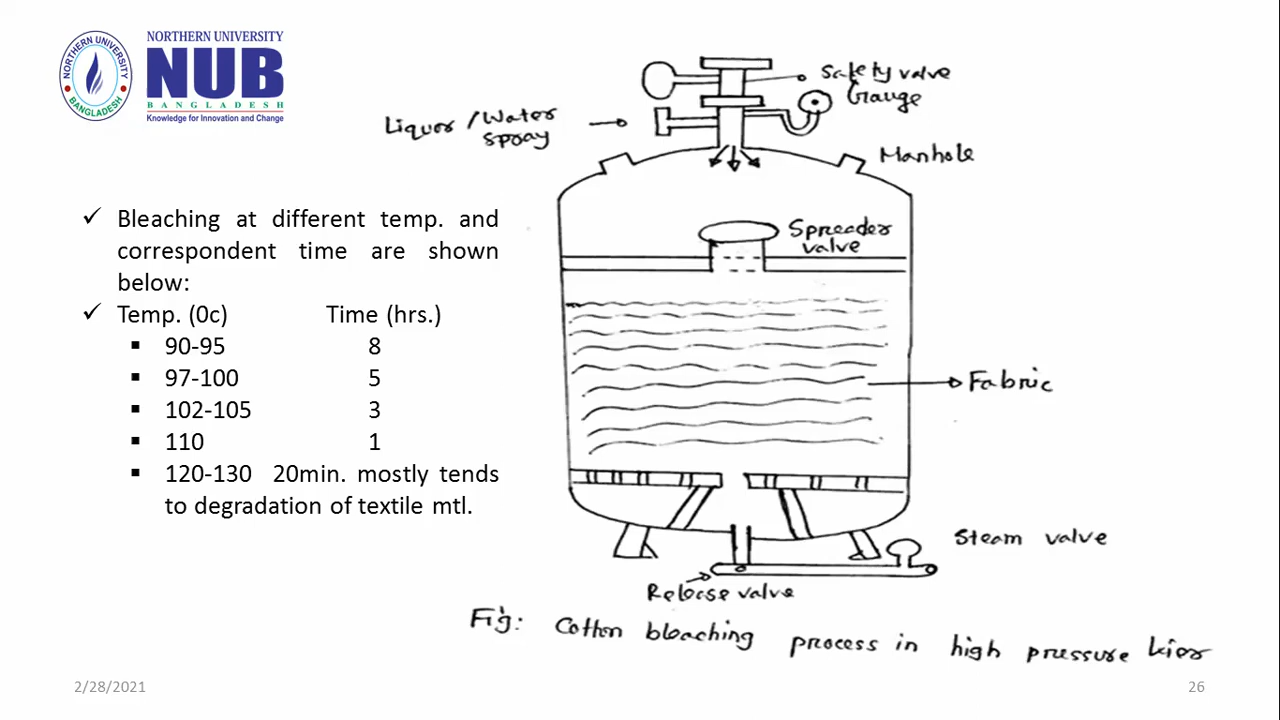 NORTHERN UNIVERSITY
NORTHERN UNIVERSITY
BANGLADESH
NUB
BANGLADESH
Knowledge for Innovation and Change
✓ Bleaching at different temp. and
correspondent time are shown
below:
✓ Temp. (0c) Time (hrs.)
▪ 90-95 8
▪ 97-100 5
▪ 102-105 3
▪ 110 1
▪ 120-130 20min. mostly tends
to degradation of textile mtl.
Safety valve
Gauge
Liquor / Water
spray
Manhole
Spreader
valve
Fabric
Steam valve
Release valve
Fig: Cotton bleaching process in high pressure kier
2/28/2021
26